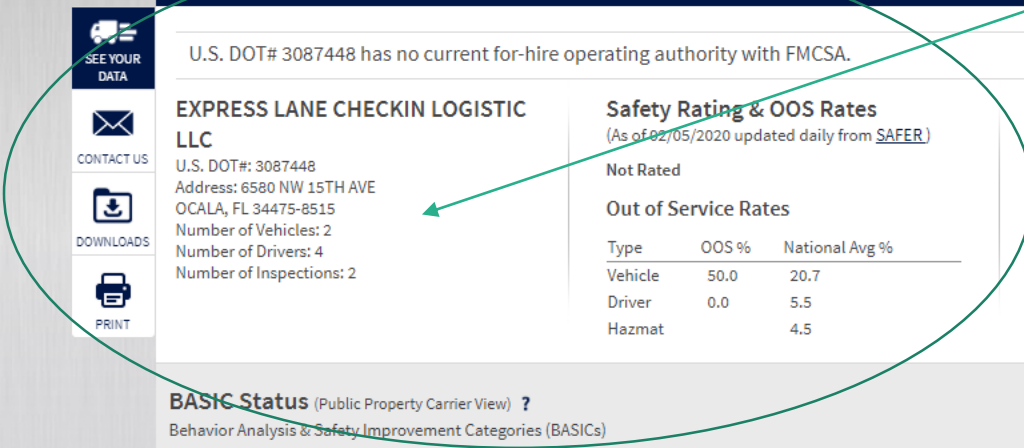 U.S. DOT# 3087448 has no current for-hire operating authority with FMCSA.
SEE YOUR
DATA
CONTACT US
DOWNLOADS
PRINT
EXPRESS LANE CHECKIN LOGISTIC
LLC
U.S. DOT#: 3087448
Address: 6580 NW 15TH AVE
OCALA, FL 34475-8515
Number of Vehicles: 2
Number of Drivers: 4
Number of Inspections: 2
Safety Rating & OOS Rates
(As of 02/05/2020 updated daily from SAFER )
Not Rated
Out of Service Rates
Type OOS % National Avg %
Vehicle 50.0 20.7
Driver 0.0 5.5
Hazmat 4.5
BASIC Status (Public Property Carrier View) ?
Behavior Analysis & Safety Improvement Categories (BASICs)